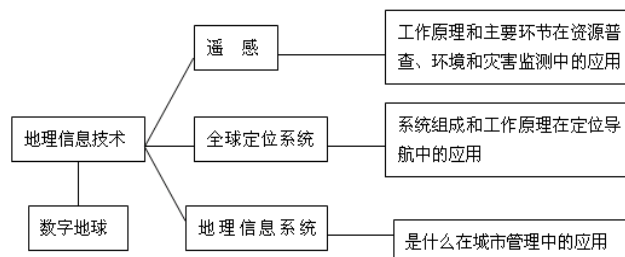 遥 感
工作原理和主要环节在资源普
查、环境和灾害监测中的应用
地理信息技术
全球定位系统
系统组成和工作原理在定位导
航中的应用
数字地球
地理信息系统
是什么在城市管理中的应用